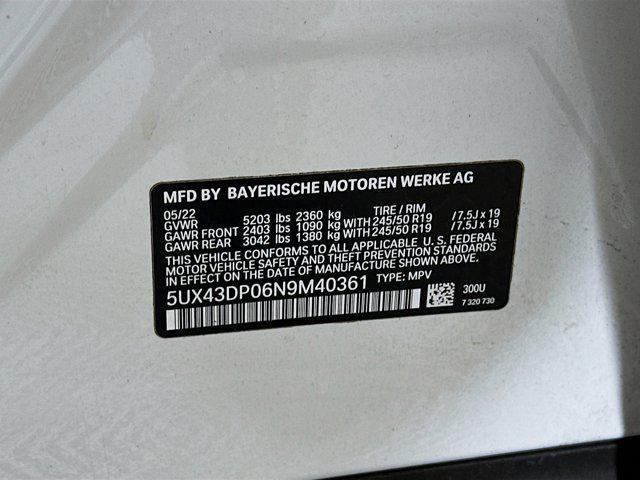 MFD BY BAYERISCHE MOTOREN WERKE AG
05/22 TIRE / RIM
GVWR 5203 lbs 2360 kg
GAWR FRONT 2403 lbs 1090 kg WITH 245/50 R19 /7.5J x 19
GAWR REAR 3042 lbs 1380 kg WITH 245/50 R19 /7.5J x 19
THIS VEHICLE CONFORMS TO ALL APPLICABLE U. S. FEDERAL
MOTOR VEHICLE SAFETY AND THEFT PREVENTION STANDARDS
IN EFFECT ON THE DATE OF MANUFACTURE SHOWN ABOVE.
5UX43DP06N9M40361 TYPE: MPV
300U
7 320 730